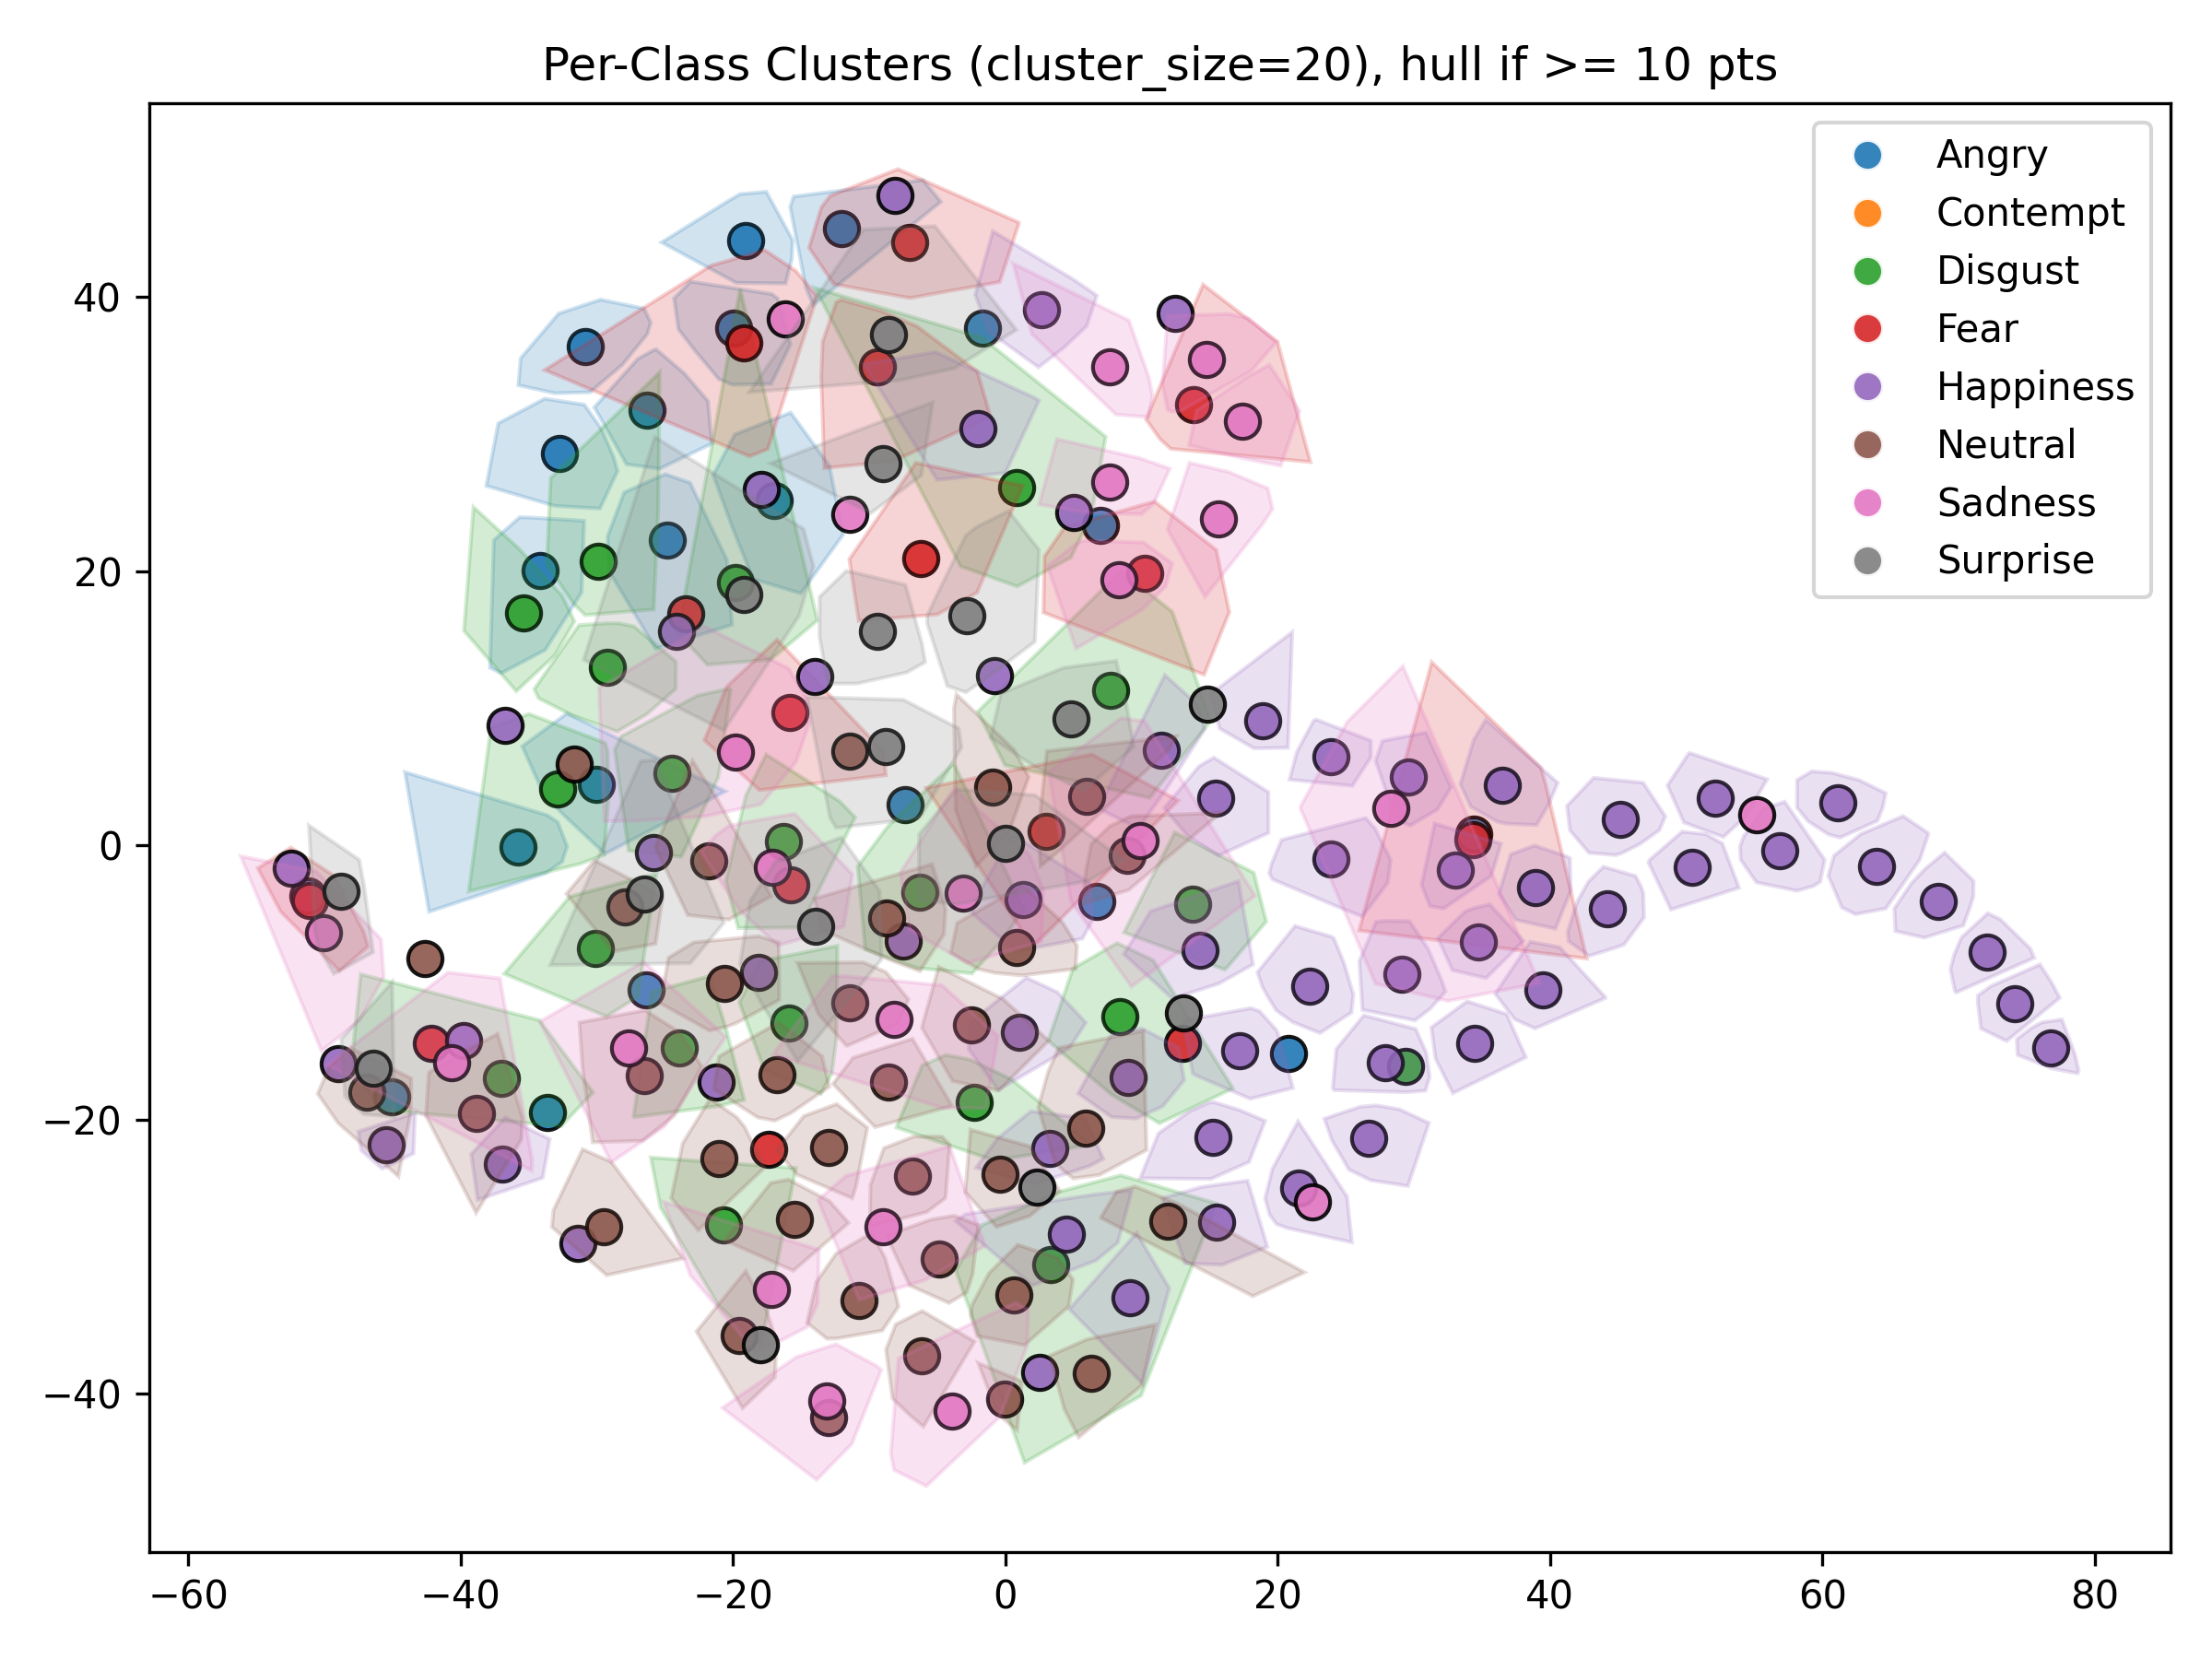 Per-Class Clusters (cluster_size=20), hull if >= 10 pts
Angry
Contempt
Disgust
Fear
Happiness
Neutral
Sadness
Surprise
40
20
0
−20
−40
−60
−40
−20
0
20
40
60
80